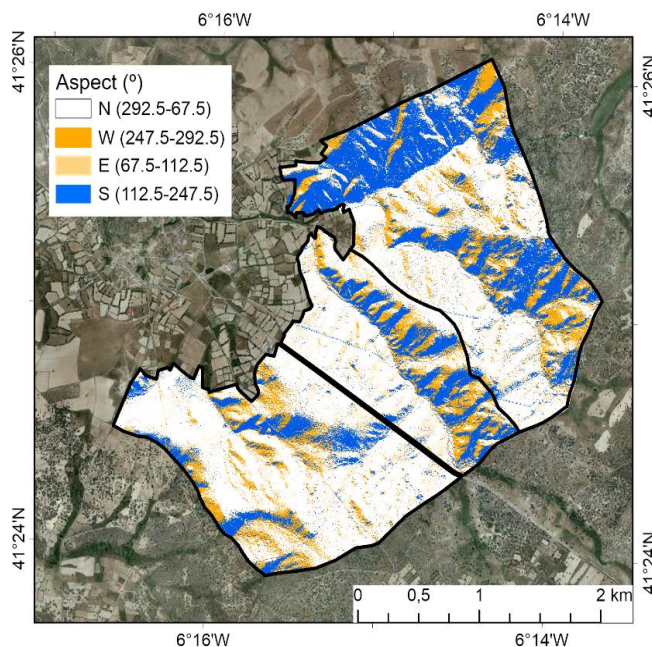 6°16'W 6°14'W
41°26'N
41°26'N
Aspect (º)
N (292.5-67.5)
W (247.5-292.5)
E (67.5-112.5)
S (112.5-247.5)
41°24'N
41°24'N
0 0,5 1 2 km
6°16'W 6°14'W